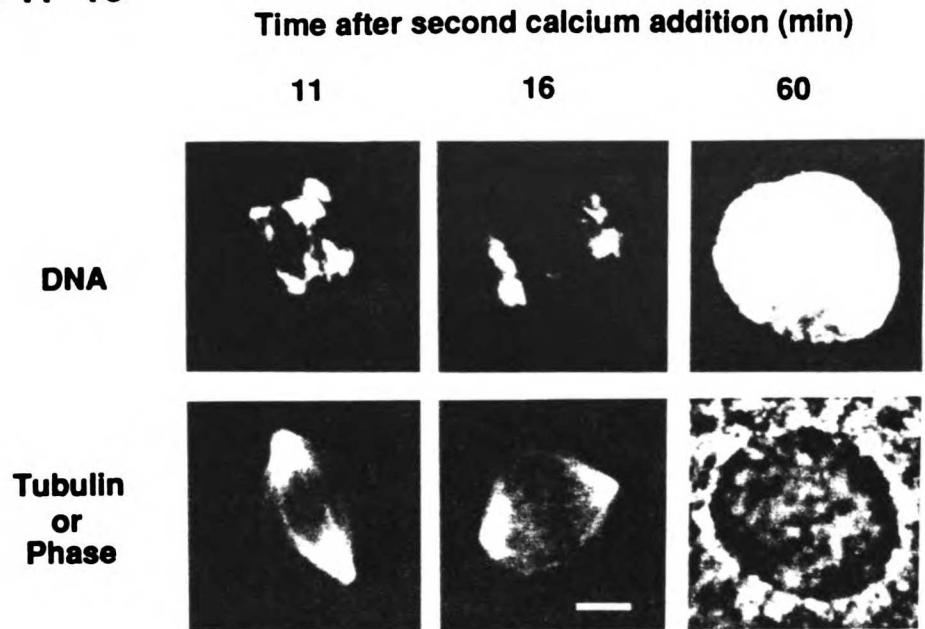 Time after second calcium addition (min)
11 16 60
DNA
Tubulin
or
Phase